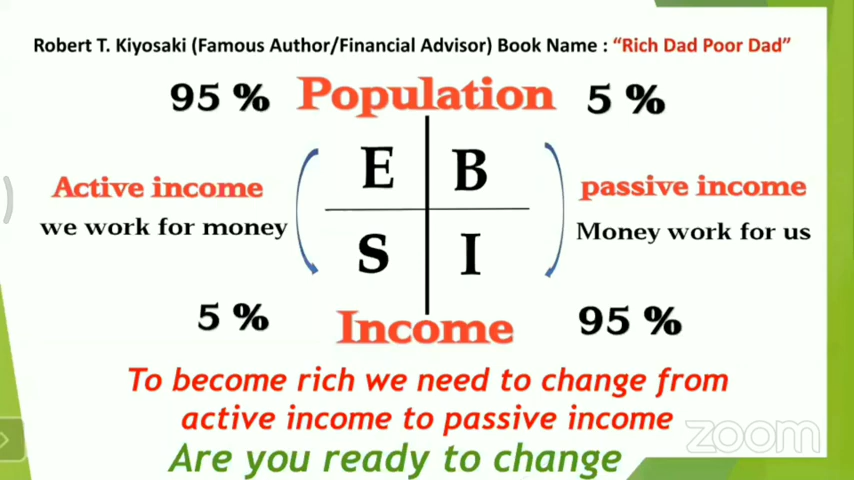 Robert T. Kiyosaki (Famous Author/Financial Advisor) Book Name : “Rich Dad Poor Dad”
95 % Population 5 %
E B
Active income passive income
we work for money Money work for us
S I
5 % Income 95 %
To become rich we need to change from
active income to passive income
zoom
Are you ready to change